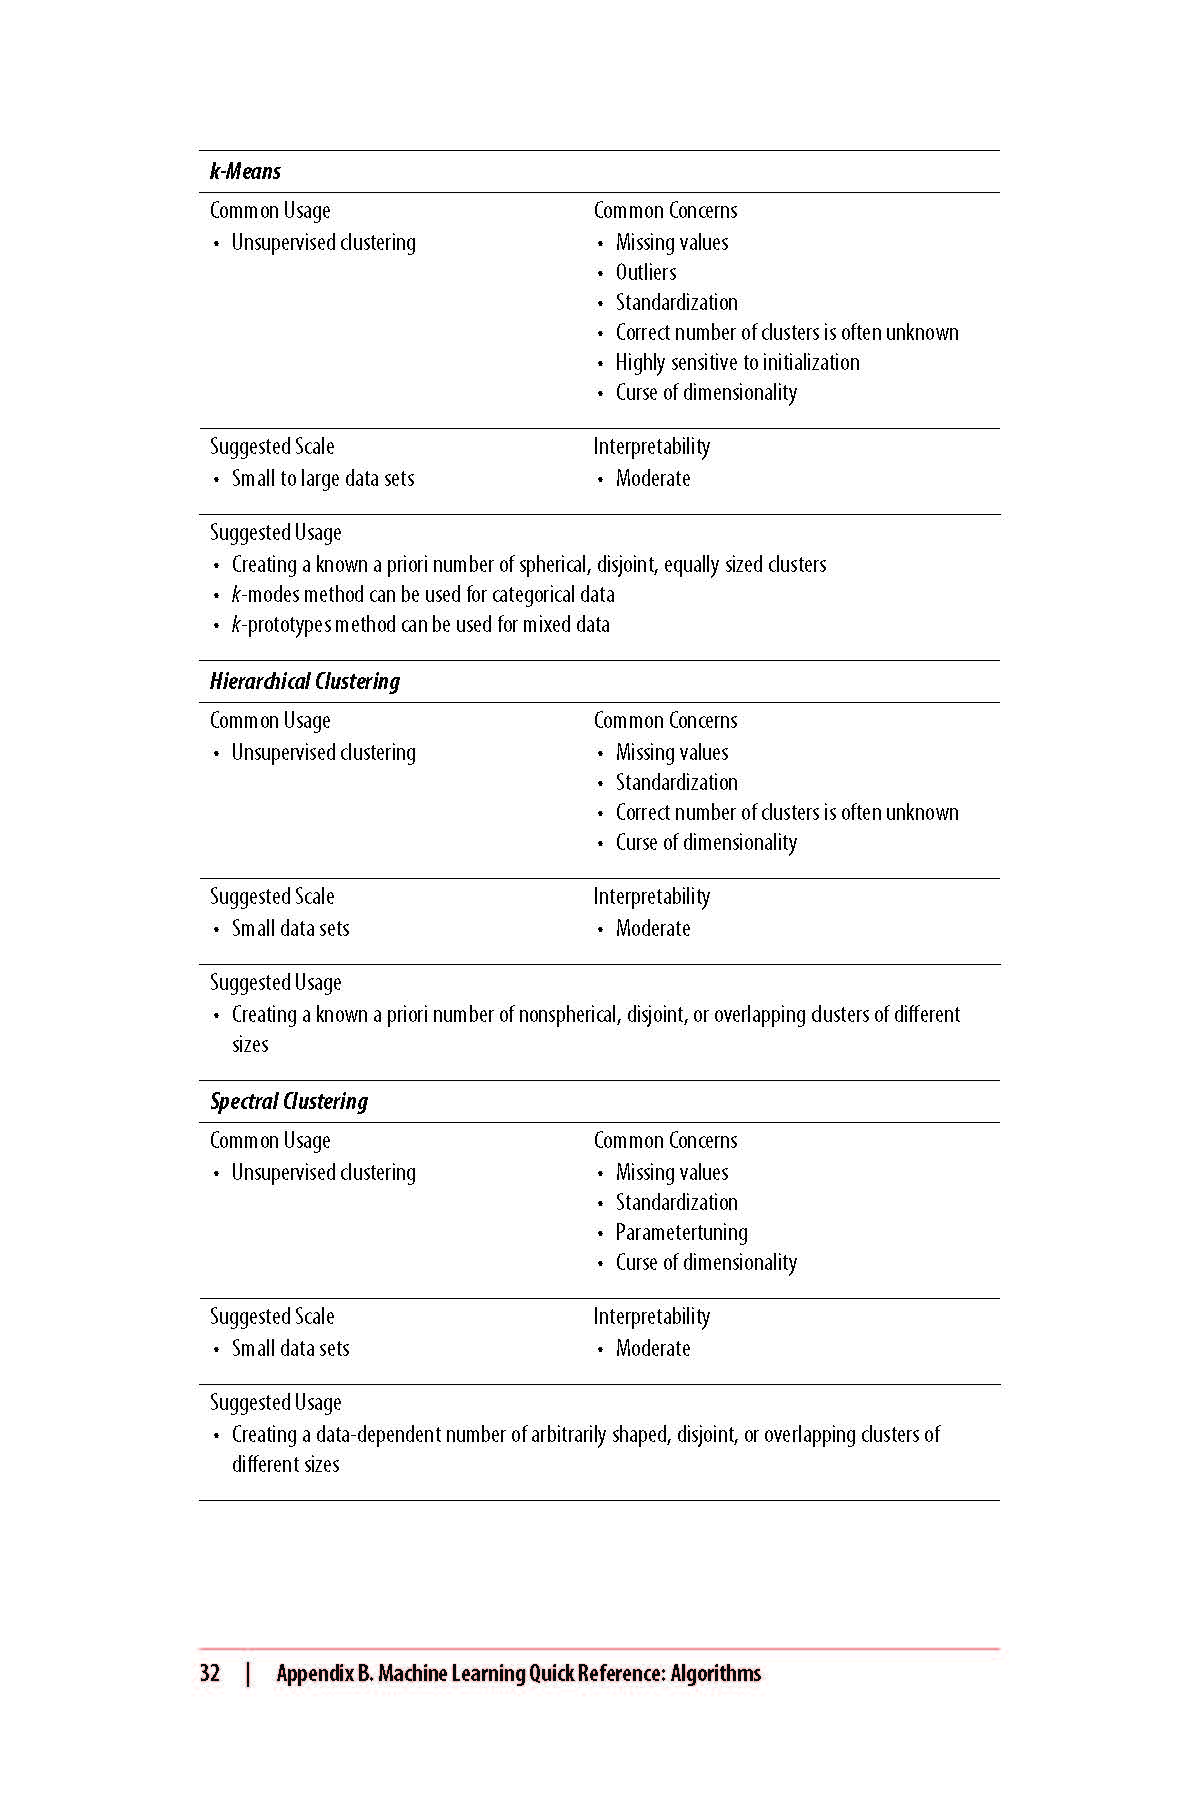 k-Means
Common Usage
• Unsupervised clustering
Common Concerns
• Missing values
• Outliers
• Standardization
• Correct number of clusters is often unknown
• Highly sensitive to initialization
• Curse of dimensionality
Suggested Scale
• Small to large data sets
Interpretability
• Moderate
Suggested Usage
• Creating a known a priori number of spherical, disjoint, equally sized clusters
• k-modes method can be used for categorical data
• k-prototypes method can be used for mixed data
Hierarchical Clustering
Common Usage
• Unsupervised clustering
Common Concerns
• Missing values
• Standardization
• Correct number of clusters is often unknown
• Curse of dimensionality
Suggested Scale
• Small data sets
Interpretability
• Moderate
Suggested Usage
• Creating a known a priori number of nonspherical, disjoint, or overlapping clusters of different
sizes
Spectral Clustering
Common Usage
• Unsupervised clustering
Common Concerns
• Missing values
• Standardization
• Parametertuning
• Curse of dimensionality
Suggested Scale
• Small data sets
Interpretability
• Moderate
Suggested Usage
• Creating a data-dependent number of arbitrarily shaped, disjoint, or overlapping clusters of
different sizes
32 | Appendix B. Machine Learning Quick Reference: Algorithms